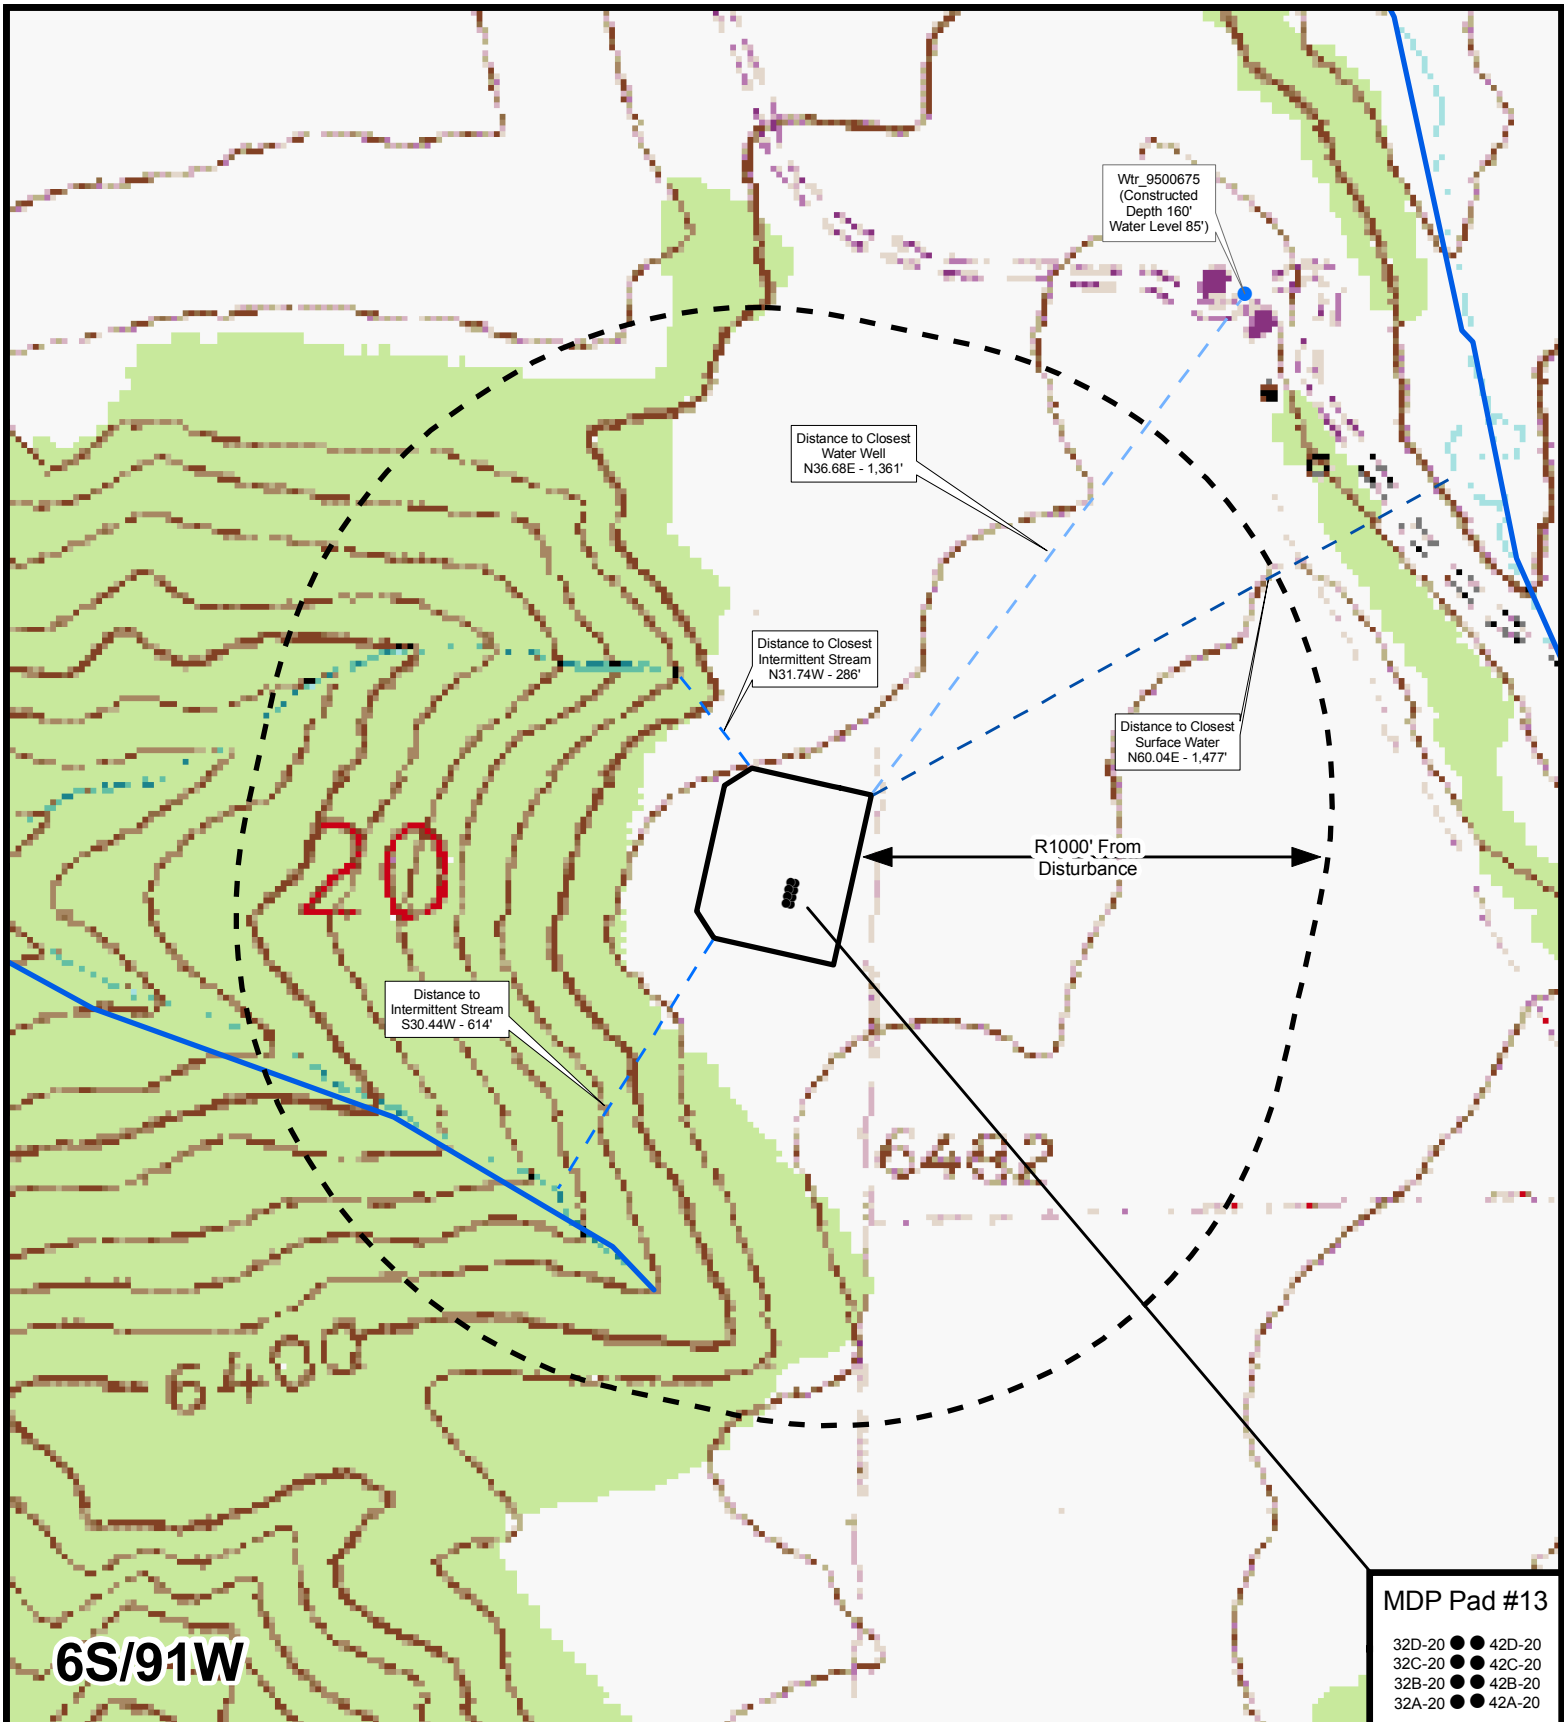 Wtr_9500675
(Constructed
Depth 160'
Water Level 85')
Distance to Closest
Water Well
N36.68E - 1,361'
Distance to Closest
Intermittent Stream
N31.74W - 286'
Distance to Closest
Surface Water
N60.04E - 1,477'
20
R1000' From
Disturbance
Distance to
Intermittent Stream
S30.44W - 614'
6482
6400
6S/91W
MDP Pad #13
32D-20 42D-20
32C-20 42C-20
32B-20 42B-20
32A-20 42A-20